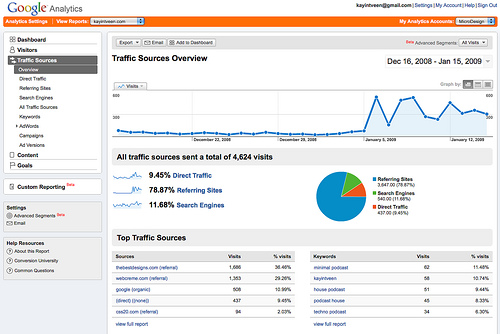 Google Analytics
kayintveen@gmail.com | Settings | My Account | Help | Sign Out
Analytics Settings | View Reports: kayintveen.com
My Analytics Accounts: MicroDesign
Dashboard
Visitors
Traffic Sources
Overview
Direct Traffic
Referring Sites
Search Engines
All Traffic Sources
Keywords
AdWords
Campaigns
Ad Versions
Content
Goals
Custom Reporting Beta
Settings
Advanced Segments Beta
Email
Help Resources
About this Report
Conversion University
Common Questions
Export Email Add to Dashboard
Beta Advanced Segments: All Visits
Traffic Sources Overview
Dec 16, 2008 - Jan 15, 2009
Visits
Graph by:
600 600
300 300
December 22, 2008 December 29, 2008 January 5, 2009 January 12, 2009
All traffic sources sent a total of 4,624 visits
9.45% Direct Traffic
78.87% Referring Sites
11.68% Search Engines
Referring Sites
3,647.00 (78.87%)
Search Engines
540.00 (11.68%)
Direct Traffic
437.00 (9.45%)
Top Traffic Sources
Sources Visits % visits
thebestdesigns.com (referral) 1,686 36.46%
webcreme.com (referral) 1,353 29.26%
google (organic) 508 10.99%
(direct) ((none)) 437 9.45%
css20.com (referral) 94 2.03%
view full report
Keywords Visits % visits
minimal podcast 62 11.48%
kayintveen 58 10.74%
house podcast 51 9.44%
podcast house 45 8.33%
techno podcast 34 6.30%
view full report